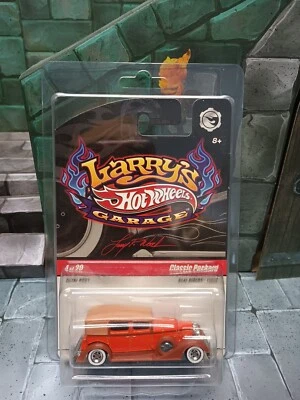 8+
Larry's
Hot Wheels
GARAGE
4 of 20
Classic Packard